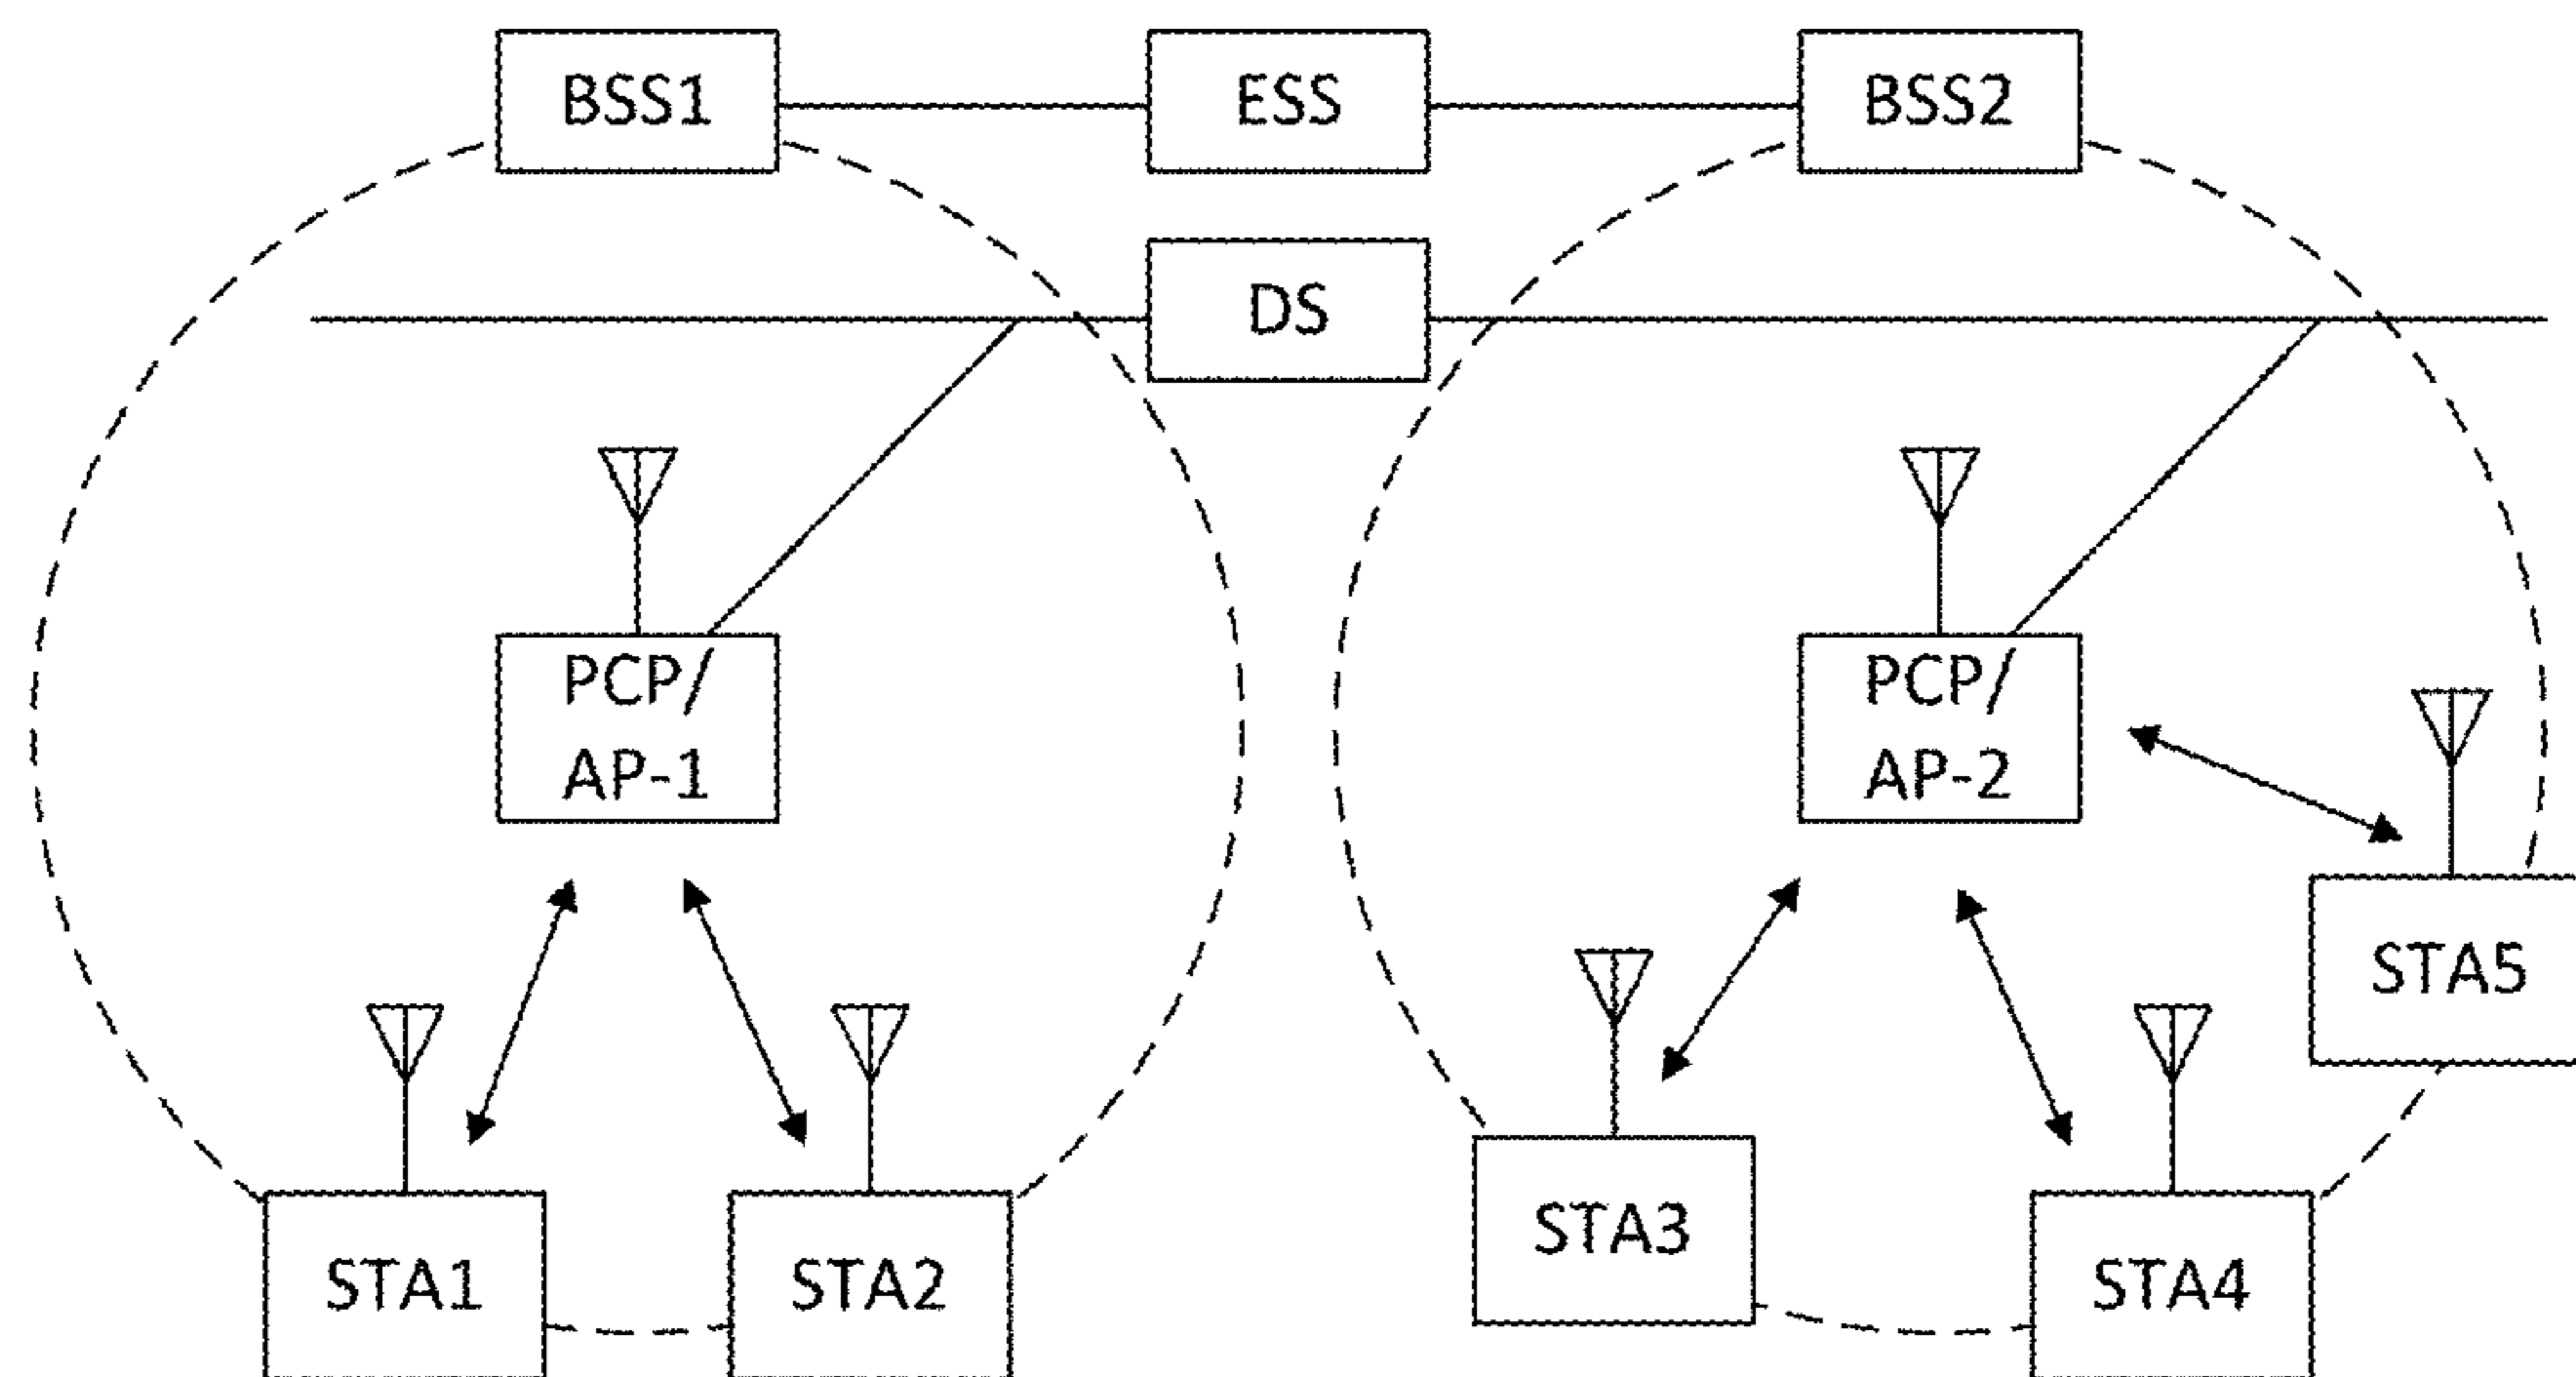 BSS1
ESS
BSS2
DS
PCP/
AP-1
PCP/
AP-2
STA1
STA2
STA3
STA4
STA5